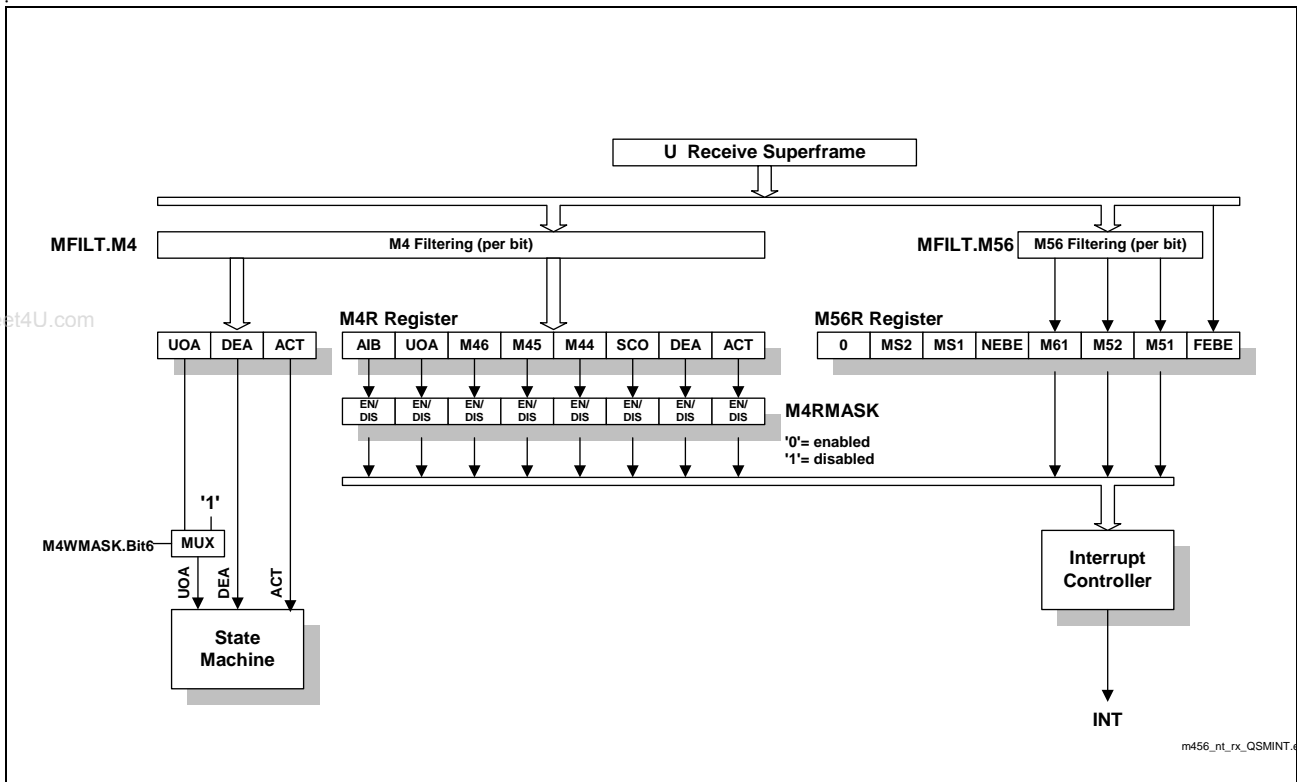 U Receive Superframe
MFILT.M4
M4 Filtering (per bit)
MFILT.M56
M56 Filtering (per bit)
et4U.com
M4R Register
M56R Register
UOA DEA ACT
AIB UOA M46 M45 M44 SCO DEA ACT
0 MS2 MS1 NEBE M61 M52 M51 FEBE
EN/ EN/ EN/ EN/ EN/ EN/ EN/ EN/
DIS DIS DIS DIS DIS DIS DIS DIS
M4RMASK
'0'= enabled
'1'= disabled
'1'
M4WMASK.Bit6
MUX
UOA
DEA
ACT
State
Machine
Interrupt
Controller
INT
m456_nt_rx_QSMINT.e